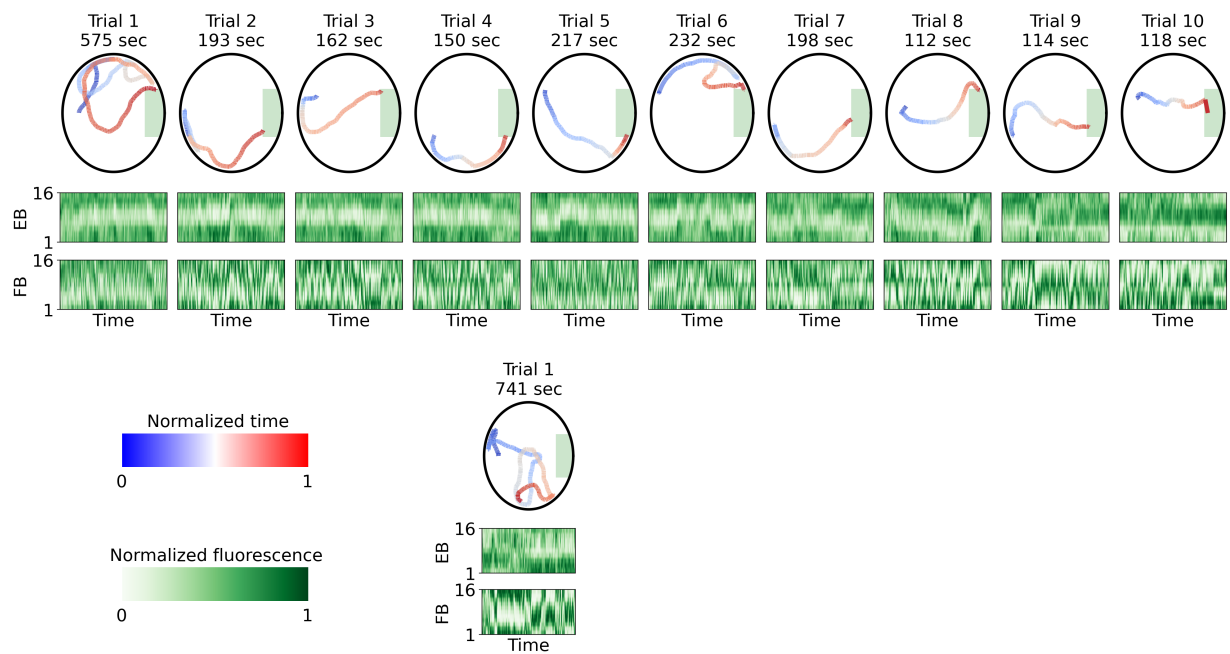 Trial 1
575 sec
Trial 2
193 sec
Trial 3
162 sec
Trial 4
150 sec
Trial 5
217 sec
Trial 6
232 sec
Trial 7
198 sec
Trial 8
112 sec
Trial 9
114 sec
Trial 10
118 sec
16
EB
1
16
FB
1
Time
Time
Time
Time
Time
Time
Time
Time
Time
Time
Trial 1
741 sec
Normalized time
0
1
16
EB
1
Normalized fluorescence
0
1
16
FB
1
Time